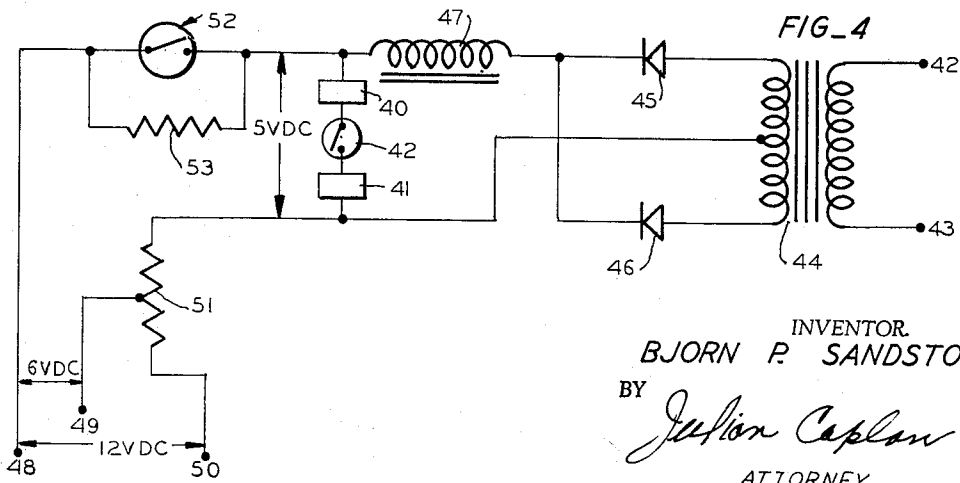 52
47
FIG_4
42
45
40
5VDC
42
53
41
46
44
43
51
INVENTOR.
BJORN P. SANDSTO
6VDC
BY
Julian Caplan
49
12VDC
48
50
ATTORNEY